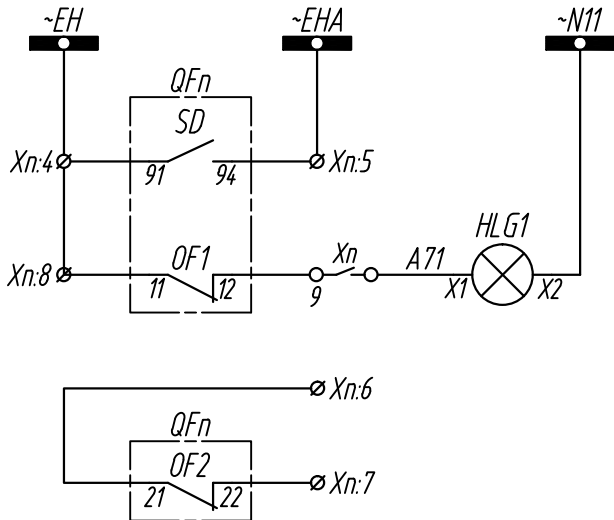 ~EH ~EHA ~N11
QFn
SD
Xn:4 91 94 Xn:5
HLG1
OF1 Xn A71
Xn:8 11 12 9 X1 X2
Xn:6
QFn
OF2
21 22 Xn:7